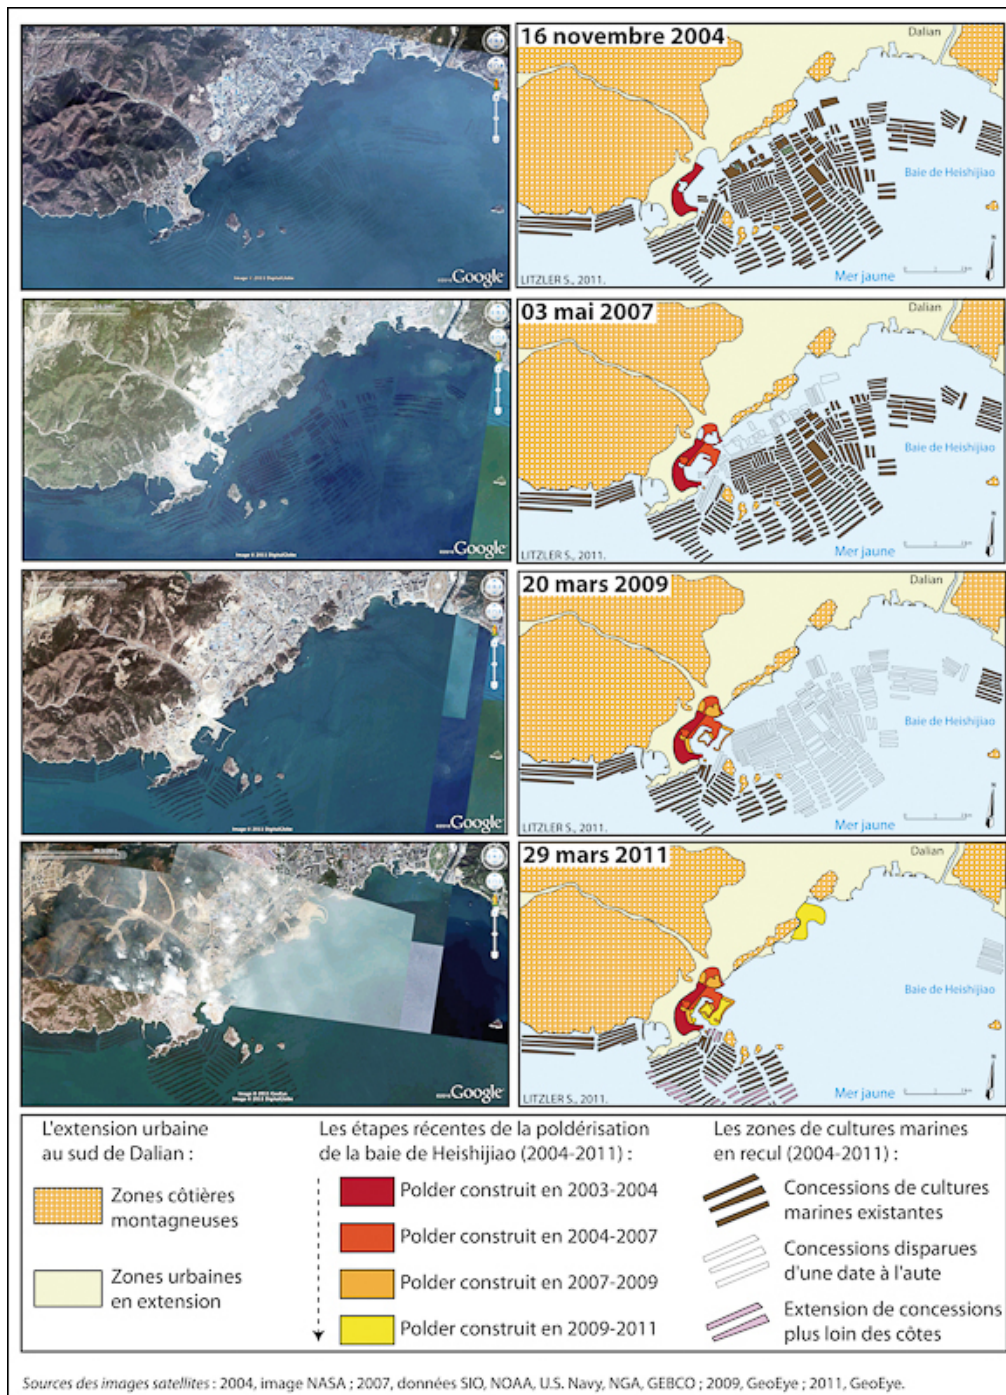 16 novembre 2004
Dalian
Baie de Heishijiao
Mer jaune
LITZLER S., 2011.
Google
03 mai 2007
Dalian
Baie de Heishijiao
Mer jaune
LITZLER S., 2011.
Google
20 mars 2009
Dalian
Baie de Heishijiao
Mer jaune
LITZLER S., 2011.
Google
29 mars 2011
Dalian
Baie de Heishijiao
Mer jaune
LITZLER S., 2011.
Google
L'extension urbaine
au sud de Dalian :
Zones côtières
montagneuses
Zones urbaines
en extension
Les étapes récentes de la poldérisation
de la baie de Heishijiao (2004-2011) :
Polder construit en 2003-2004
Polder construit en 2004-2007
Polder construit en 2007-2009
Polder construit en 2009-2011
Les zones de cultures marines
en recul (2004-2011) :
Concessions de cultures
marines existantes
Concessions disparues
d'une date à l'aute
Extension de concessions
plus loin des côtes
Sources des images satellites : 2004, image NASA ; 2007, données SIO, NOAA, U.S. Navy, NGA, GEBCO ; 2009, GeoEye ; 2011, GeoEye.